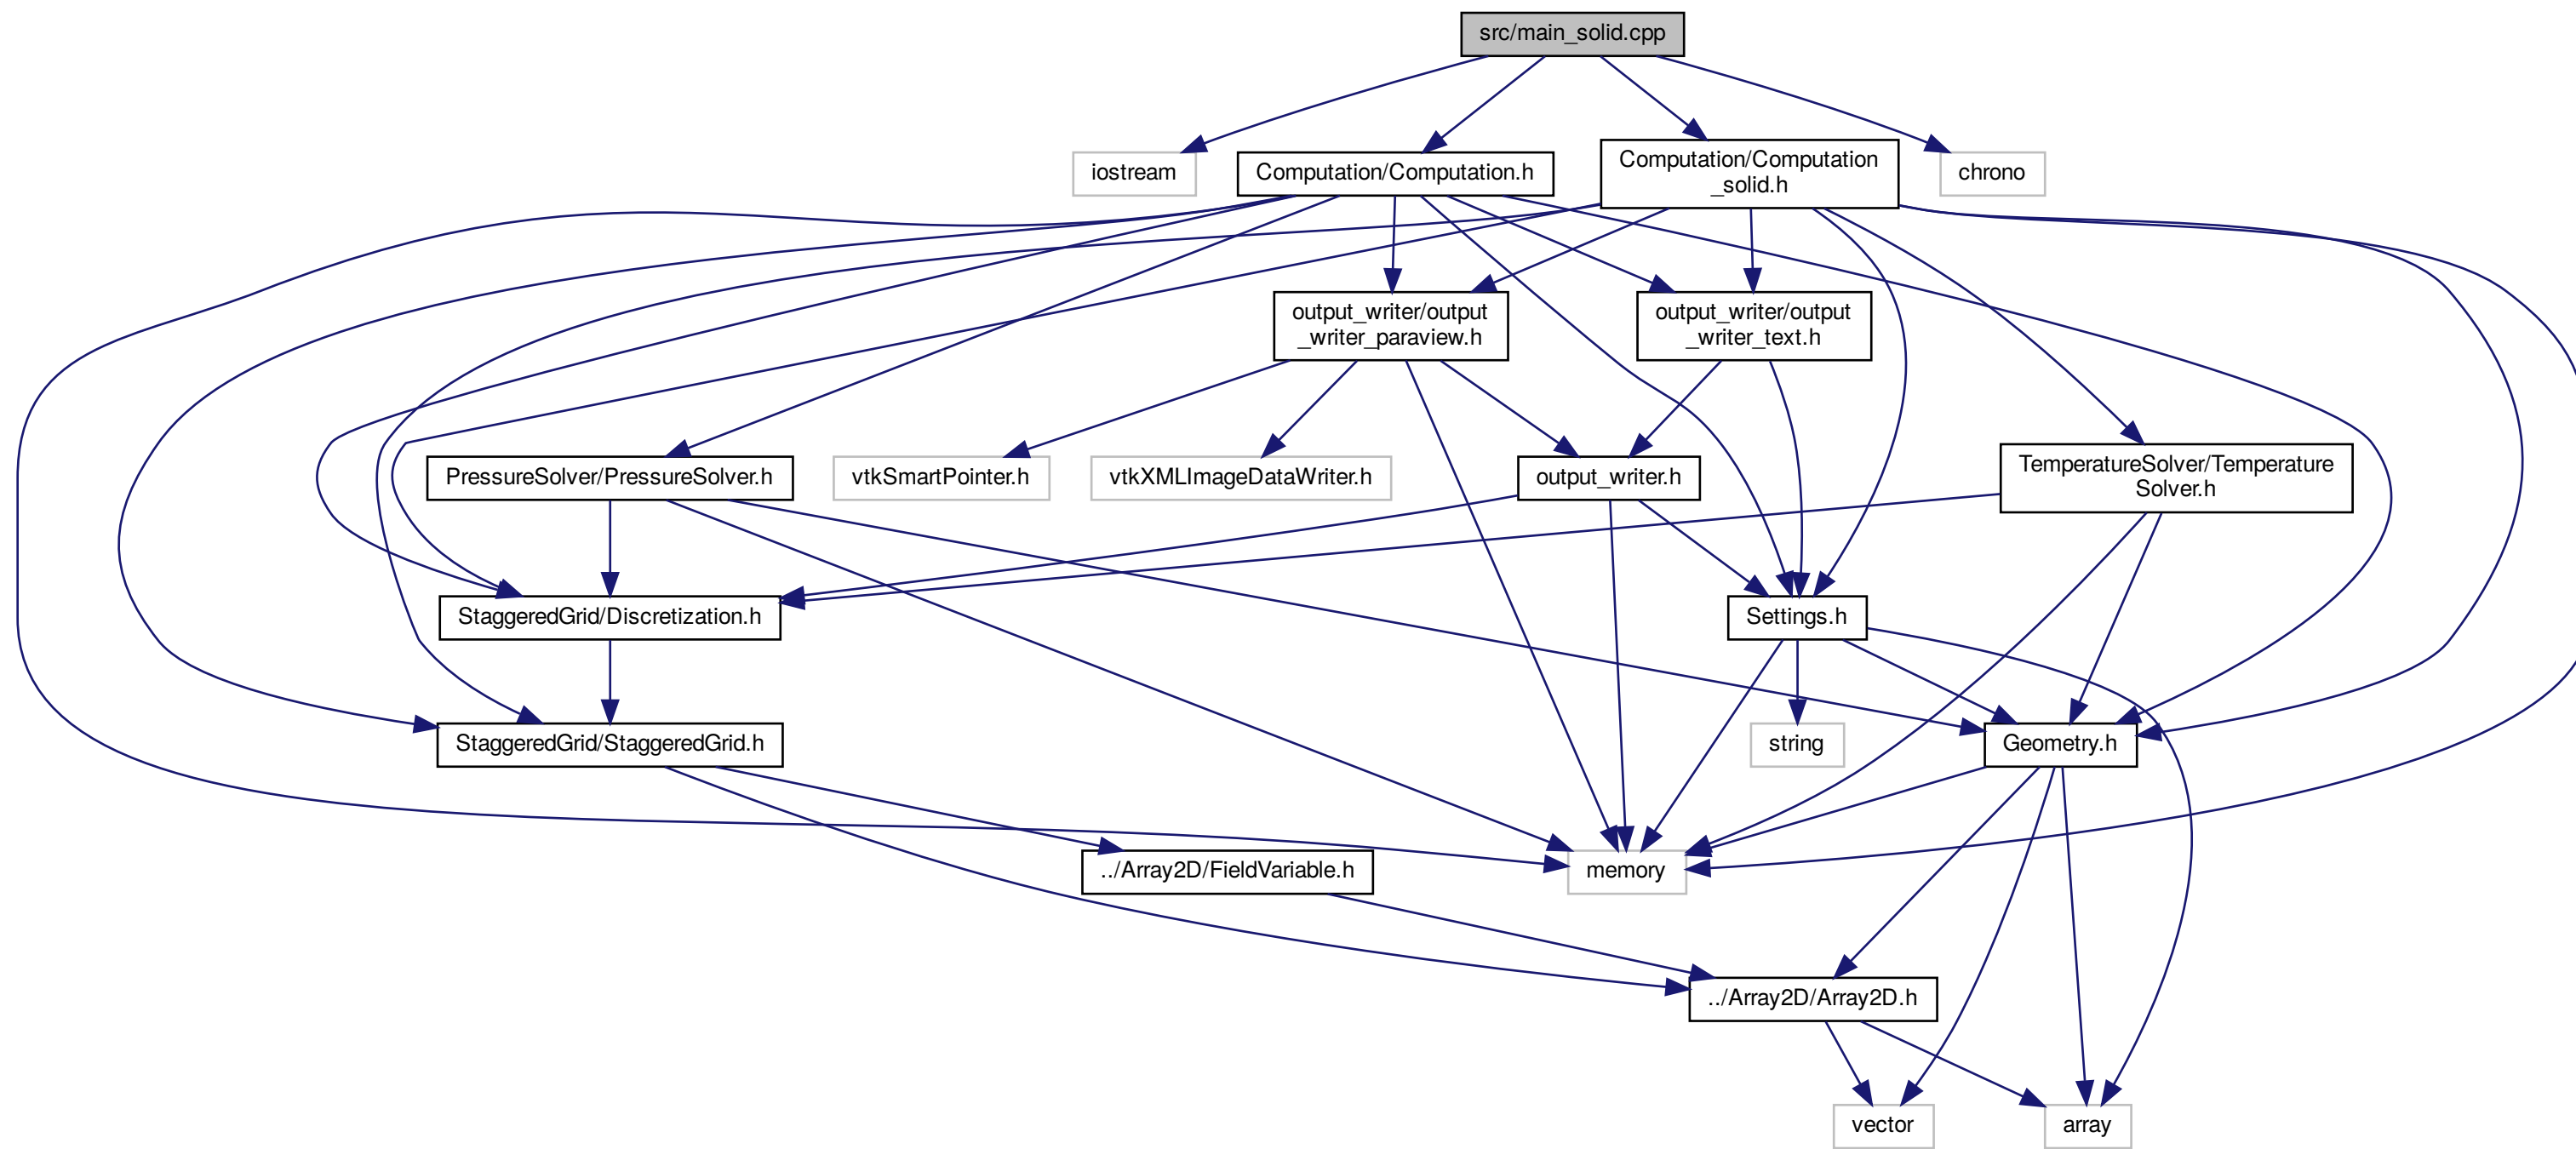 src/main_solid.cpp
iostream
Computation/Computation.h
Computation/Computation
_solid.h
chrono
output_writer/output
_writer_paraview.h
output_writer/output
_writer_text.h
PressureSolver/PressureSolver.h
vtkSmartPointer.h
vtkXMLImageDataWriter.h
output_writer.h
TemperatureSolver/Temperature
Solver.h
StaggeredGrid/Discretization.h
Settings.h
StaggeredGrid/StaggeredGrid.h
string
Geometry.h
../Array2D/FieldVariable.h
memory
../Array2D/Array2D.h
vector
array